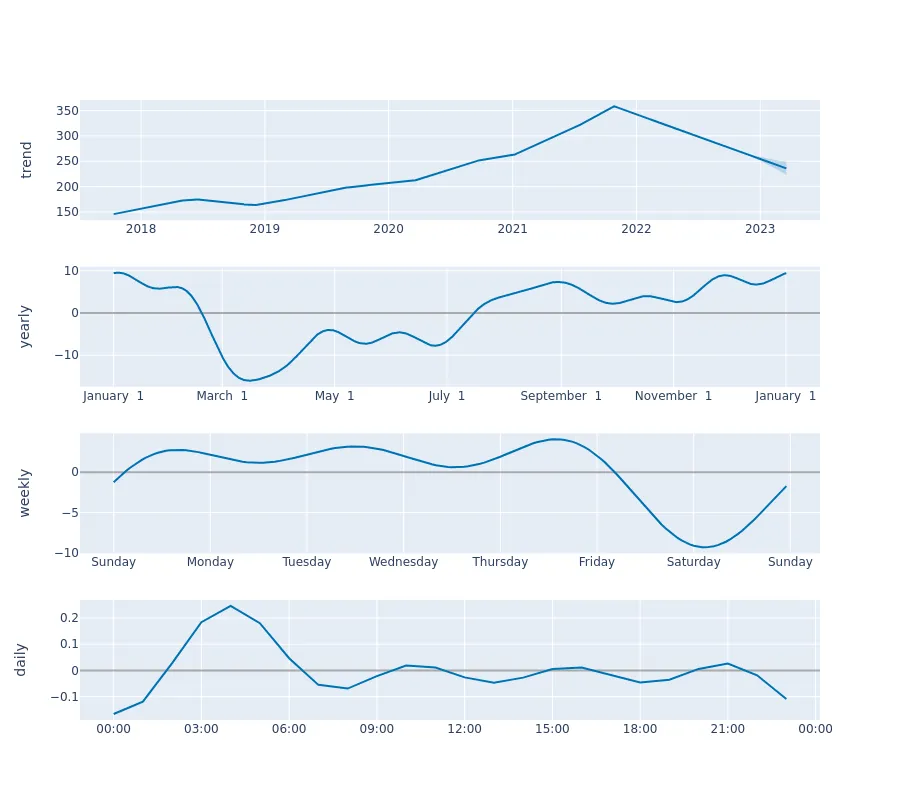 trend
350
300
250
200
150
2018 2019 2020 2021 2022 2023
yearly
10
0
−10
January 1 March 1 May 1 July 1 September 1 November 1 January 1
weekly
0
−5
−10
Sunday Monday Tuesday Wednesday Thursday Friday Saturday Sunday
daily
0.2
0.1
0
−0.1
00:00 03:00 06:00 09:00 12:00 15:00 18:00 21:00 00:00